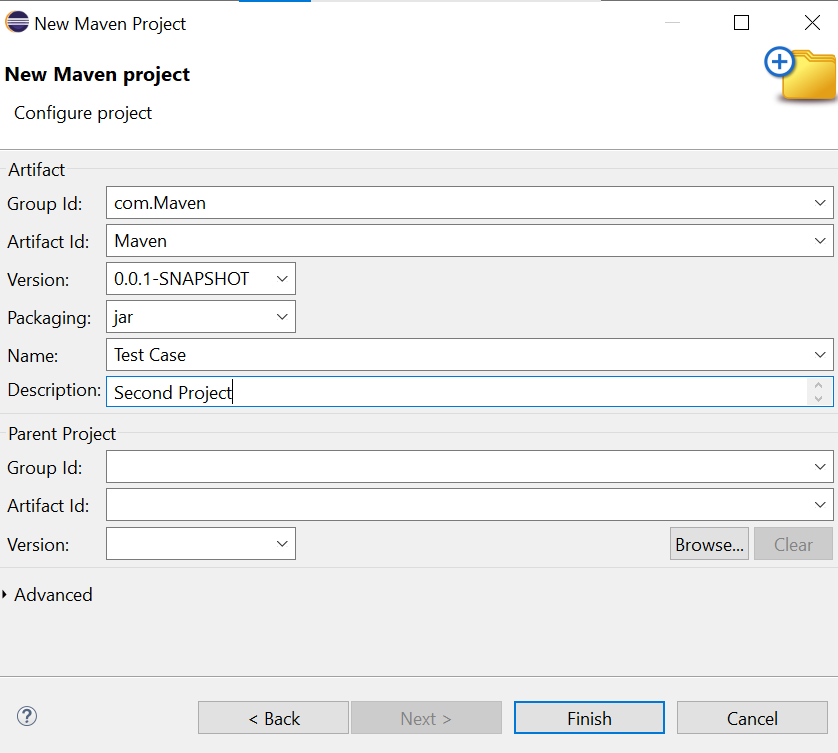 New Maven Project
New Maven project
Configure project
Artifact
Group Id: com.Maven
Artifact Id: Maven
Version: 0.0.1-SNAPSHOT
Packaging: jar
Name: Test Case
Description: Second Project
Parent Project
Group Id:
Artifact Id:
Version: Browse... Clear
Advanced
? < Back Next > Finish Cancel